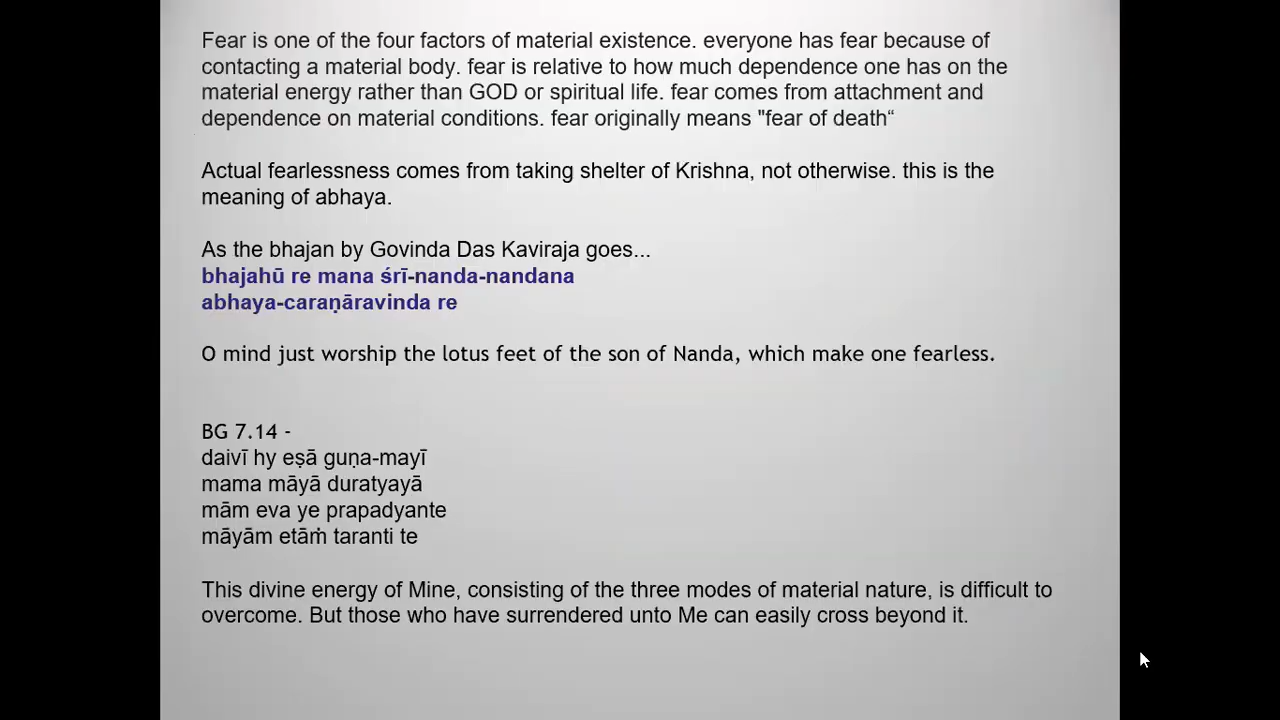 Fear is one of the four factors of material existence. everyone has fear because of
contacting a material body. fear is relative to how much dependence one has on the
material energy rather than GOD or spiritual life. fear comes from attachment and
dependence on material conditions. fear originally means "fear of death“
Actual fearlessness comes from taking shelter of Krishna, not otherwise. this is the
meaning of abhaya.
As the bhajan by Govinda Das Kaviraja goes...
bhajahū re mana śrī-nanda-nandana
abhaya-caraṇāravinda re
O mind just worship the lotus feet of the son of Nanda, which make one fearless.
BG 7.14 -
daivī hy eṣā guṇa-mayī
mama māyā duratyayā
mām eva ye prapadyante
māyām etāṁ taranti te
This divine energy of Mine, consisting of the three modes of material nature, is difficult to
overcome. But those who have surrendered unto Me can easily cross beyond it.